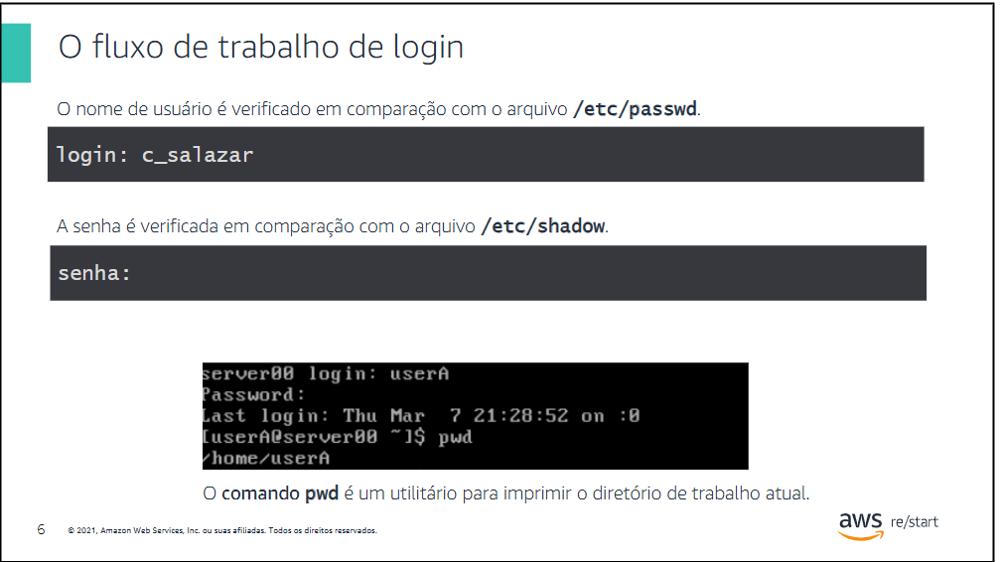 O fluxo de trabalho de login
O nome de usuário é verificado em comparação com o arquivo /etc/passwd.
login: c_salazar
A senha é verificada em comparação com o arquivo /etc/shadow.
senha:
server00 login: userA
Password:
Last login: Thu Mar  7 21:28:52 on :0
[userA@server00 ~]$ pwd
/home/userA
O comando pwd é um utilitário para imprimir o diretório de trabalho atual.
6 © 2021, Amazon Web Services, Inc. ou suas afiliadas. Todos os direitos reservados.
aws re/start